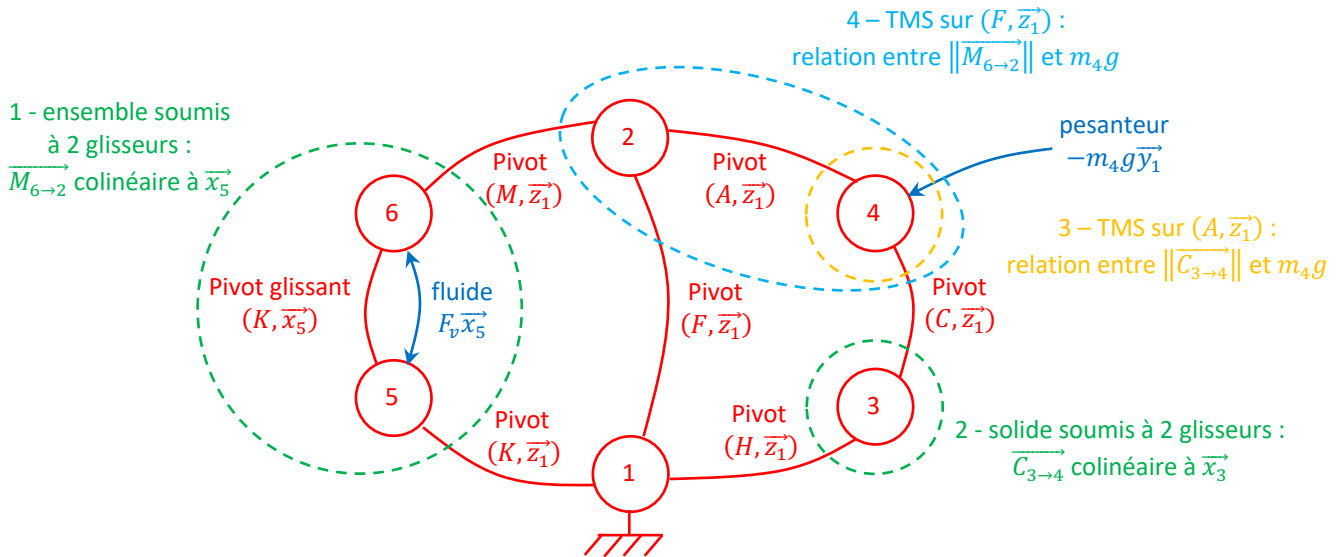 4 – TMS sur (F, z₁⃗) :
relation entre ‖M₆→₂⃗‖ et m₄g
1 - ensemble soumis
à 2 glisseurs :
M₆→₂⃗ colinéaire à x₅⃗
2
pesanteur
−m₄g y₁⃗
Pivot
(M, z₁⃗)
Pivot
(A, z₁⃗)
6
4
3 – TMS sur (A, z₁⃗) :
relation entre ‖C₃→₄⃗‖ et m₄g
Pivot glissant
(K, x₅⃗)
fluide
Fᵥx₅⃗
Pivot
(F, z₁⃗)
Pivot
(C, z₁⃗)
5
3
Pivot
(K, z₁⃗)
Pivot
(H, z₁⃗)
2 - solide soumis à 2 glisseurs :
C₃→₄⃗ colinéaire à x₃⃗
1